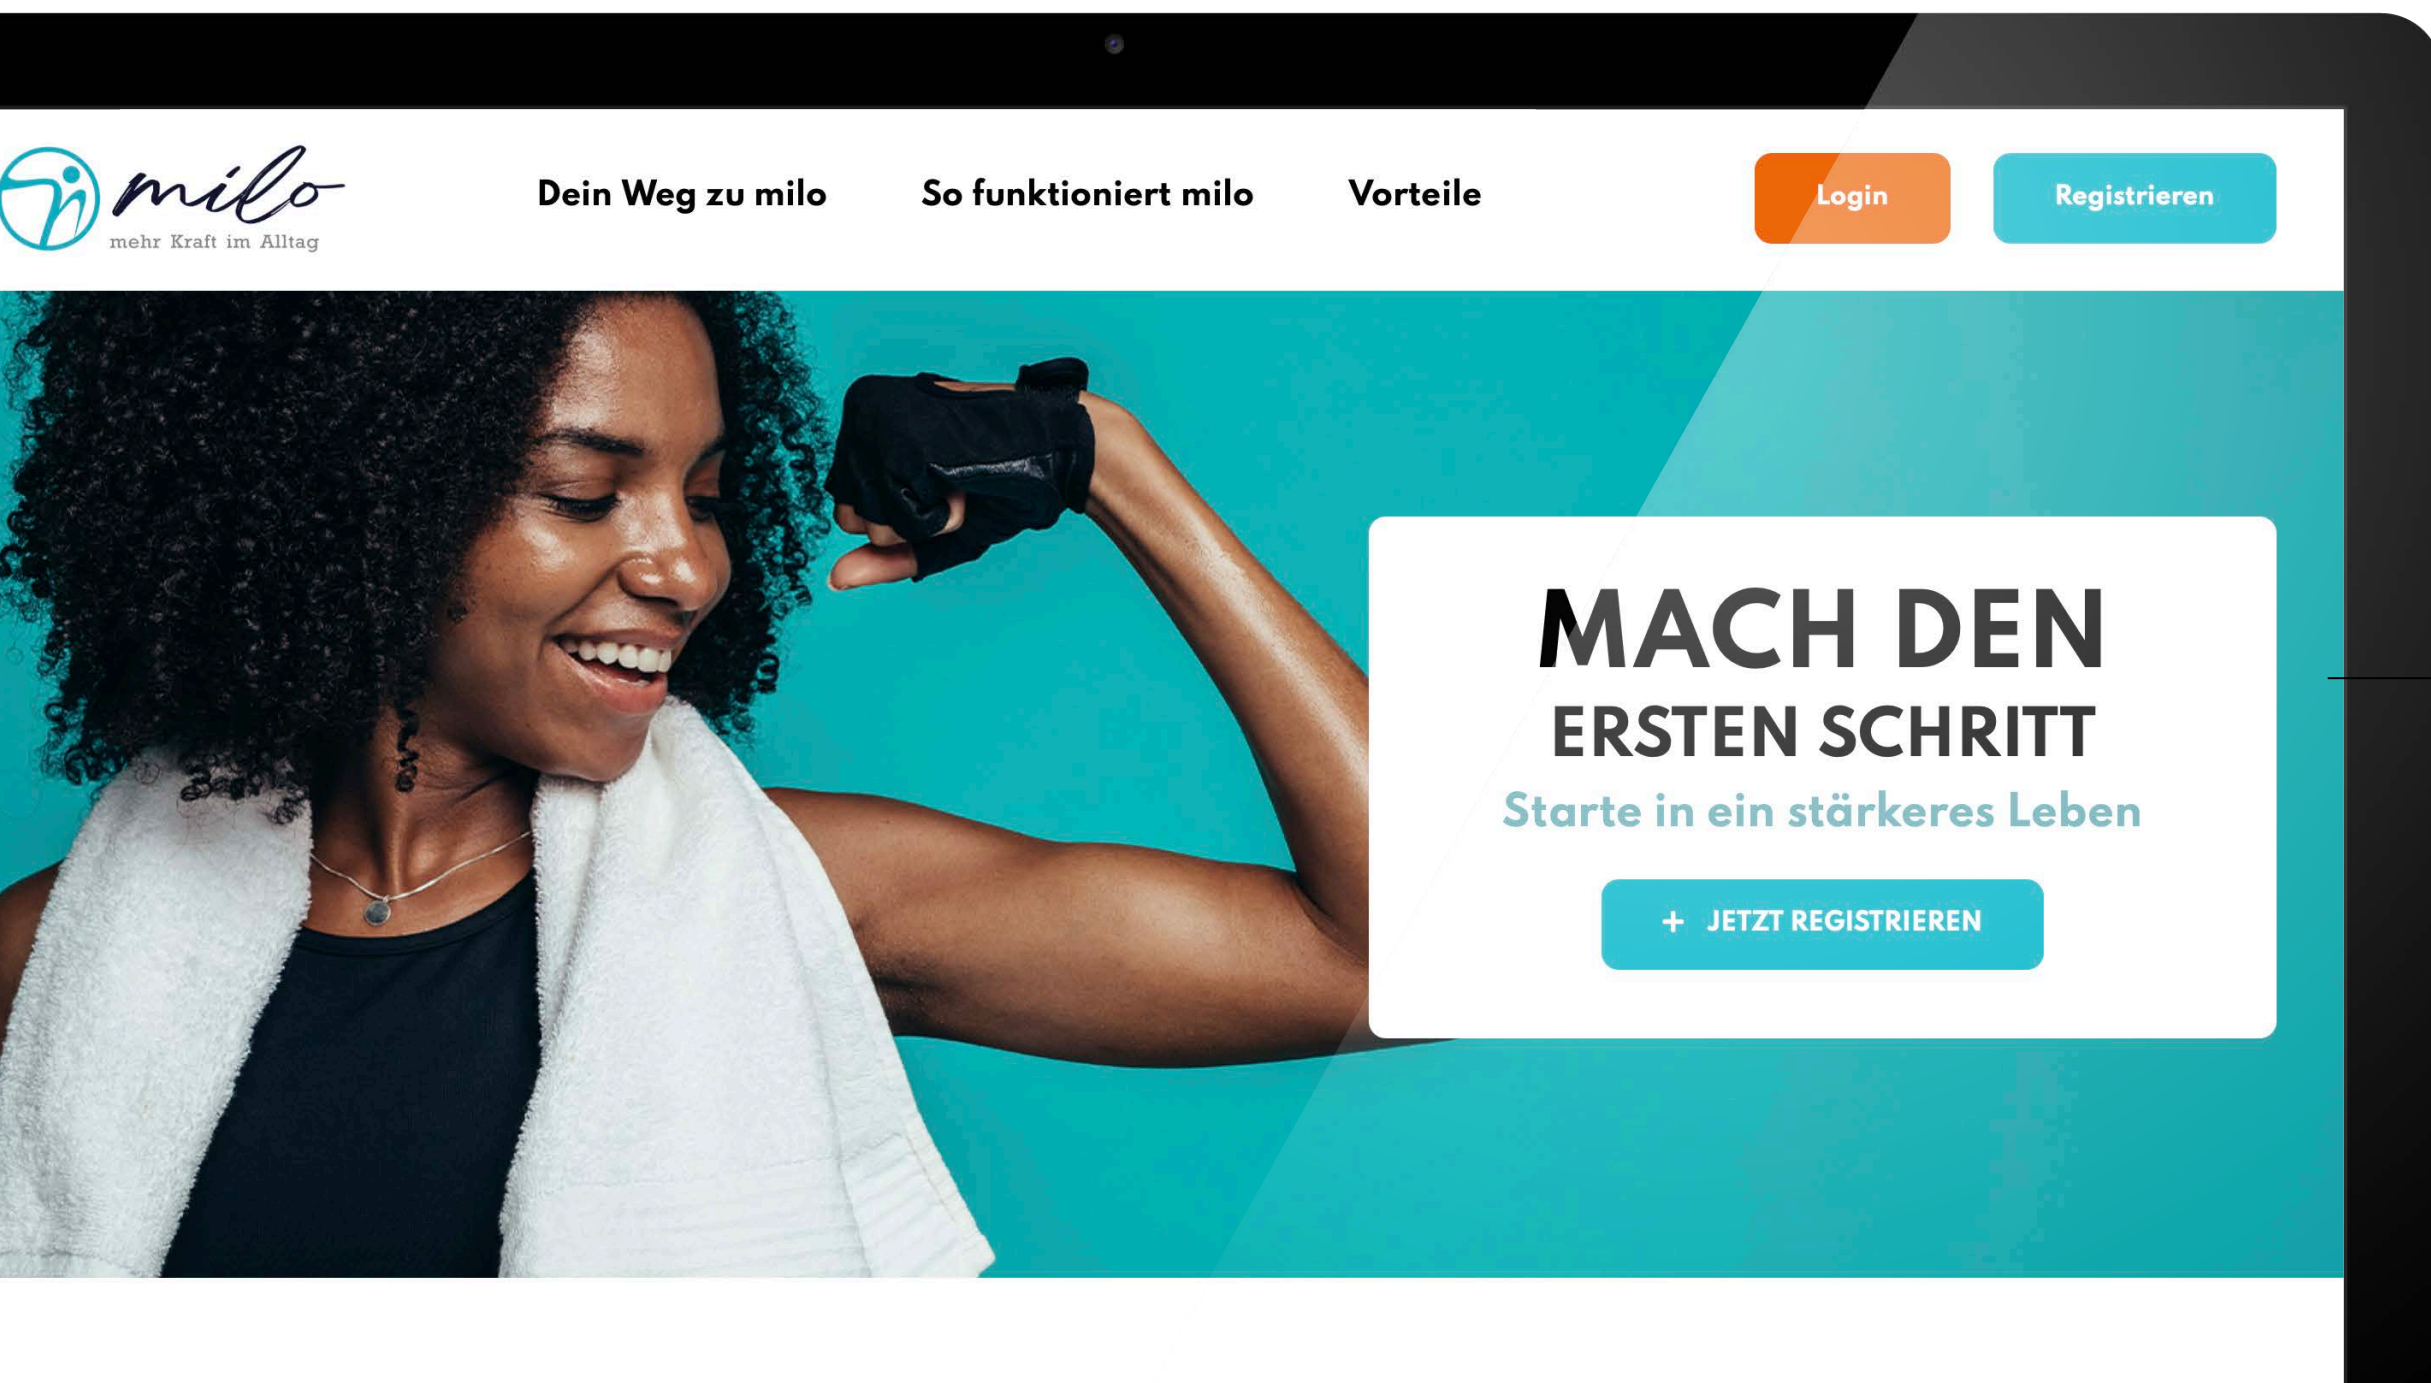 milo
mehr Kraft im Alltag
Dein Weg zu milo
So funktioniert milo
Vorteile
Login
Registrieren
MACH DEN
ERSTEN SCHRITT
Starte in ein stärkeres Leben
+ JETZT REGISTRIEREN